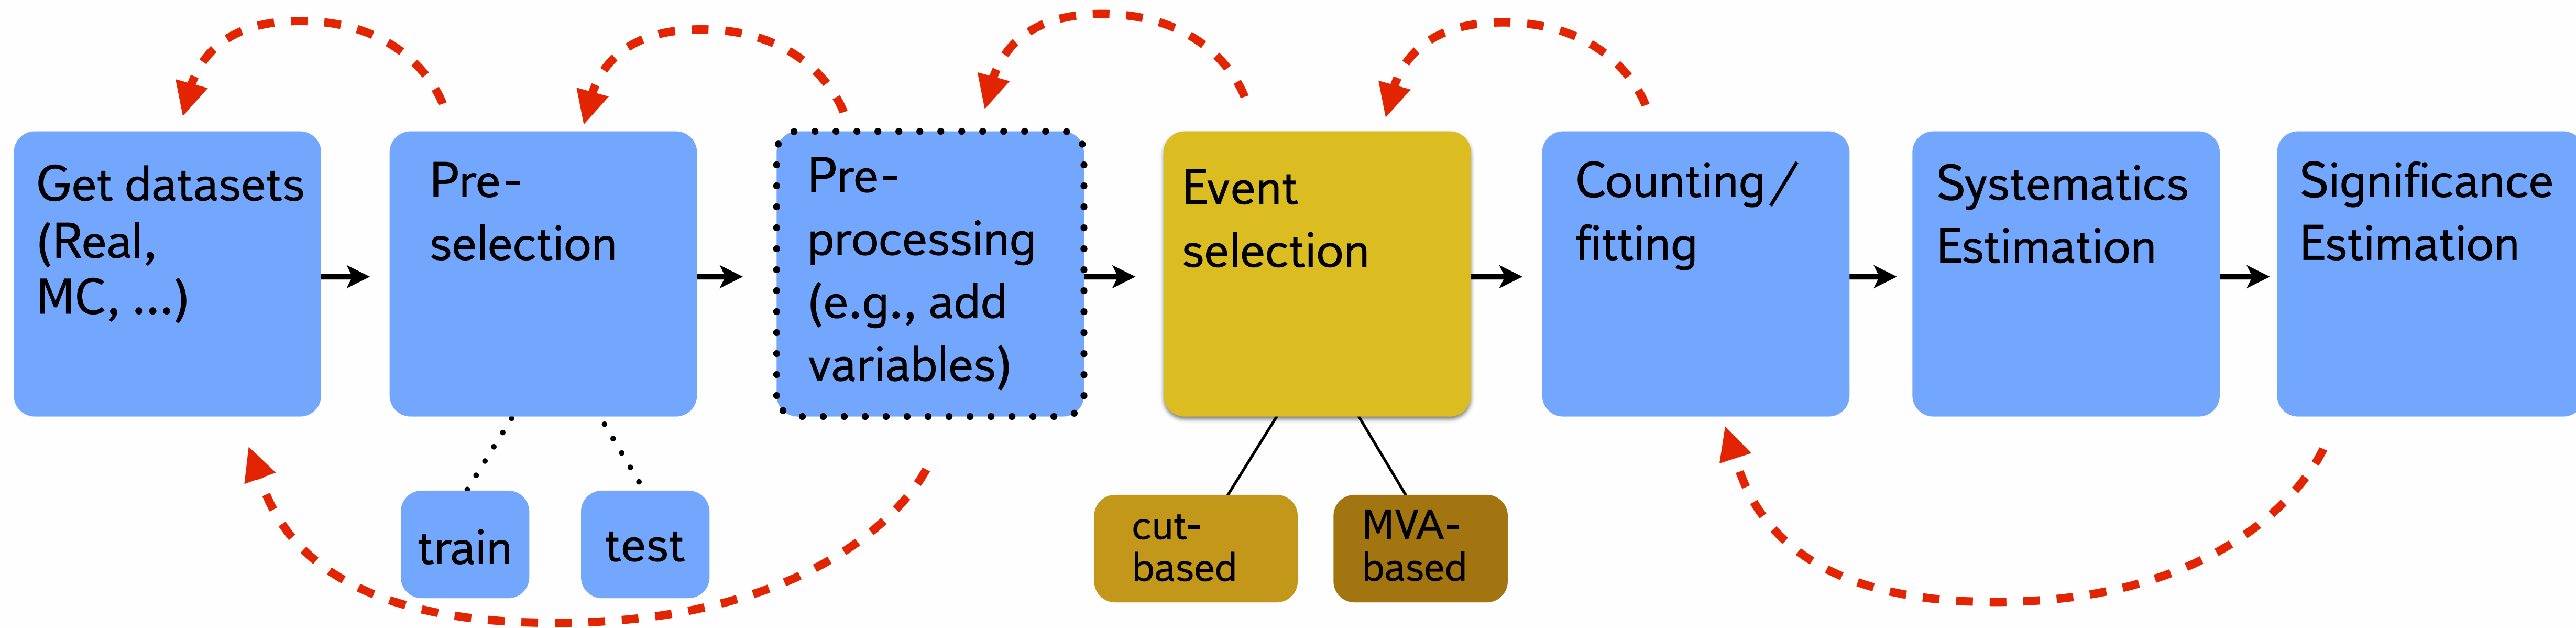 Get datasets
(Real,
MC, ...)
Pre-
selection
Pre-
processing
(e.g., add
variables)
Event
selection
Counting/
fitting
Systematics
Estimation
Significance
Estimation
train
test
cut-
based
MVA-
based